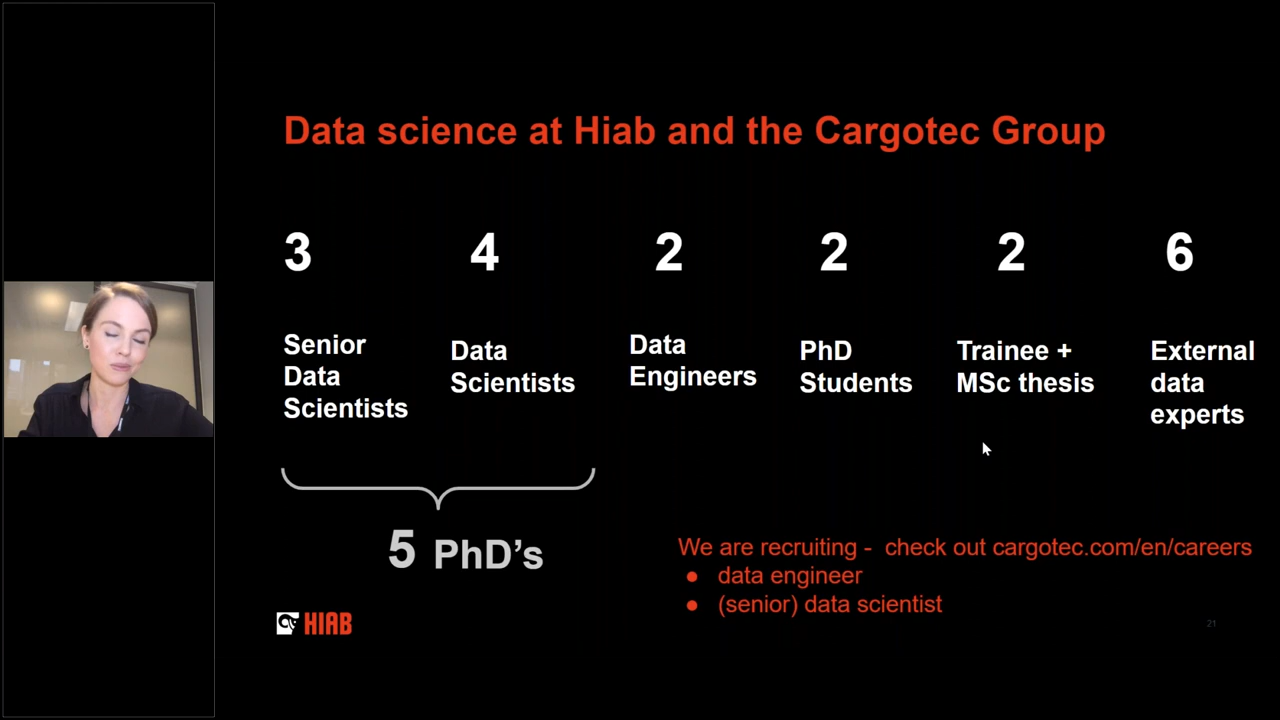 Data science at Hiab and the Cargotec Group
3
4
2
2
2
6
Senior
Data
Scientists
Data
Scientists
Data
Engineers
PhD
Students
Trainee +
MSc thesis
External
data
experts
5 PhD’s
We are recruiting - check out cargotec.com/en/careers
● data engineer
● (senior) data scientist
HIAB
21